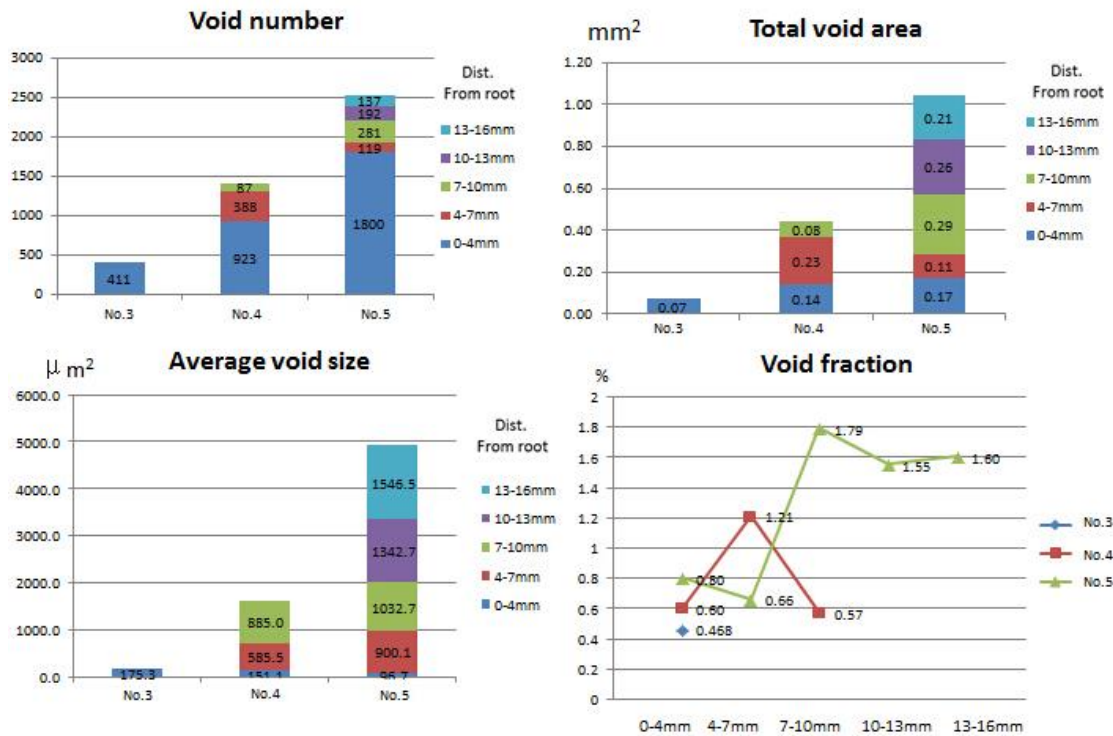 Void number
3000
2500
2000
1500
1000
500
0
411
87
388
923
137
192
281
119
1800
No.3
No.4
No.5
Dist.
From root
13-16mm
10-13mm
7-10mm
4-7mm
0-4mm
mm²
Total void area
1.20
1.00
0.80
0.60
0.40
0.20
0.00
0.07
0.08
0.23
0.14
0.21
0.26
0.29
0.11
0.17
No.3
No.4
No.5
Dist.
From root
13-16mm
10-13mm
7-10mm
4-7mm
0-4mm
μm²
Average void size
6000.0
5000.0
4000.0
3000.0
2000.0
1000.0
0.0
175.3
885.0
585.5
151.1
1546.5
1342.7
1032.7
900.1
96.7
No.3
No.4
No.5
Dist.
From root
13-16mm
10-13mm
7-10mm
4-7mm
0-4mm
Void fraction
%
2
1.8
1.6
1.4
1.2
1
0.8
0.6
0.4
0.2
0
0.80
0.60
0.468
1.21
0.66
1.79
0.57
1.55
1.60
0-4mm 4-7mm 7-10mm 10-13mm 13-16mm
No.3
No.4
No.5